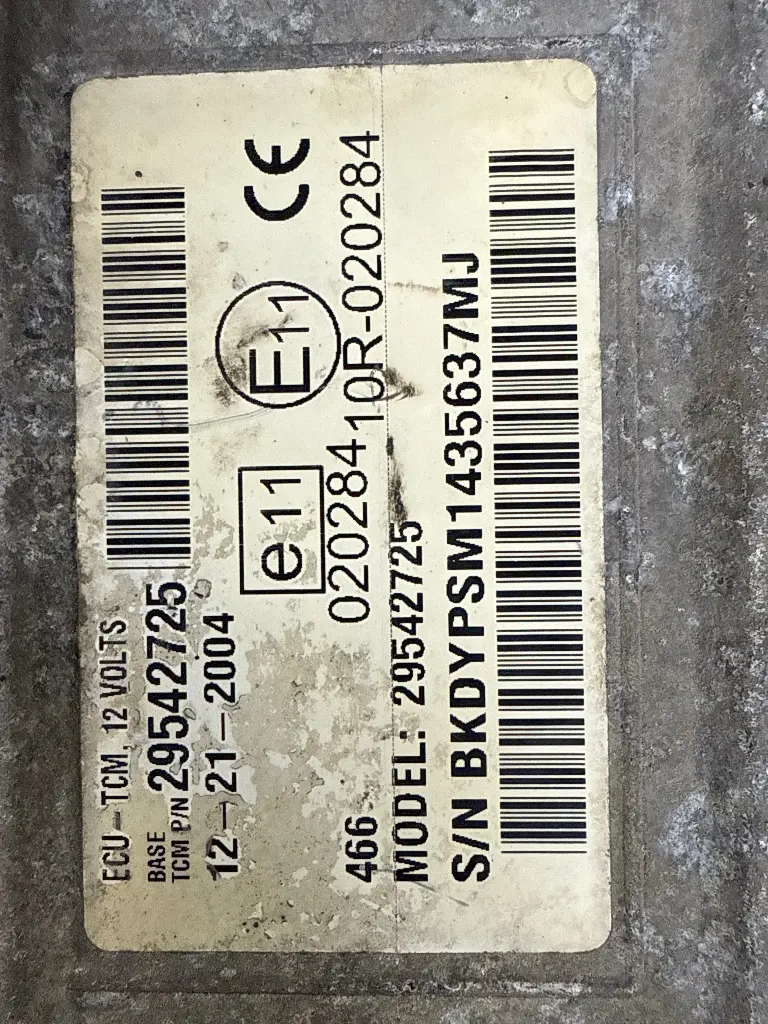 ECU-TCM, 12 VOLTS
BASE
TCM P/N 29542725
12-21-2004
e11
E11
CE
020284
10R-020284
466
MODEL: 29542725
S/N BKDYPSM1435637MJ